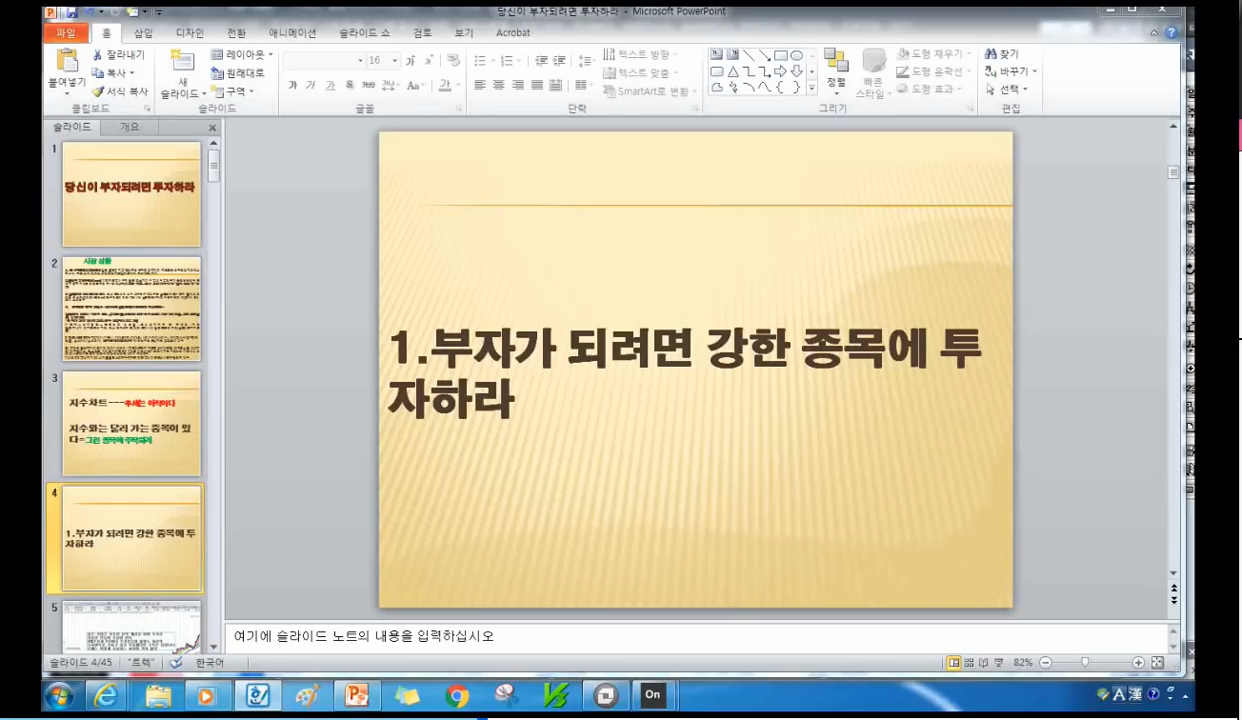 당신이 부자되려면 투자하라 - Microsoft PowerPoint
파일 홈 삽입 디자인 전환 애니메이션 슬라이드 쇼 검토 보기 Acrobat
붙여넣기
잘라내기
복사
서식 복사
클립보드
새
슬라이드
레이아웃
원래대로
구역
슬라이드
16
글꼴
텍스트 방향
텍스트 맞춤
SmartArt로 변환
단락
정렬
빠른
스타일
도형 채우기
도형 윤곽선
도형 효과
그리기
찾기
바꾸기
선택
편집
슬라이드 개요
1
당신이 부자되려면 투자하라
2
시장 상황
3
지수차트---추세는 하락이다
지수와는 달리 가는 종목이 있
다=그런 종목에 주목하라
4
1.부자가 되려면 강한 종목에 투
자하라
5
1.부자가 되려면 강한 종목에 투
자하라
여기에 슬라이드 노트의 내용을 입력하십시오
슬라이드 4/45 "트렉" 한국어 82%
On
A 漢